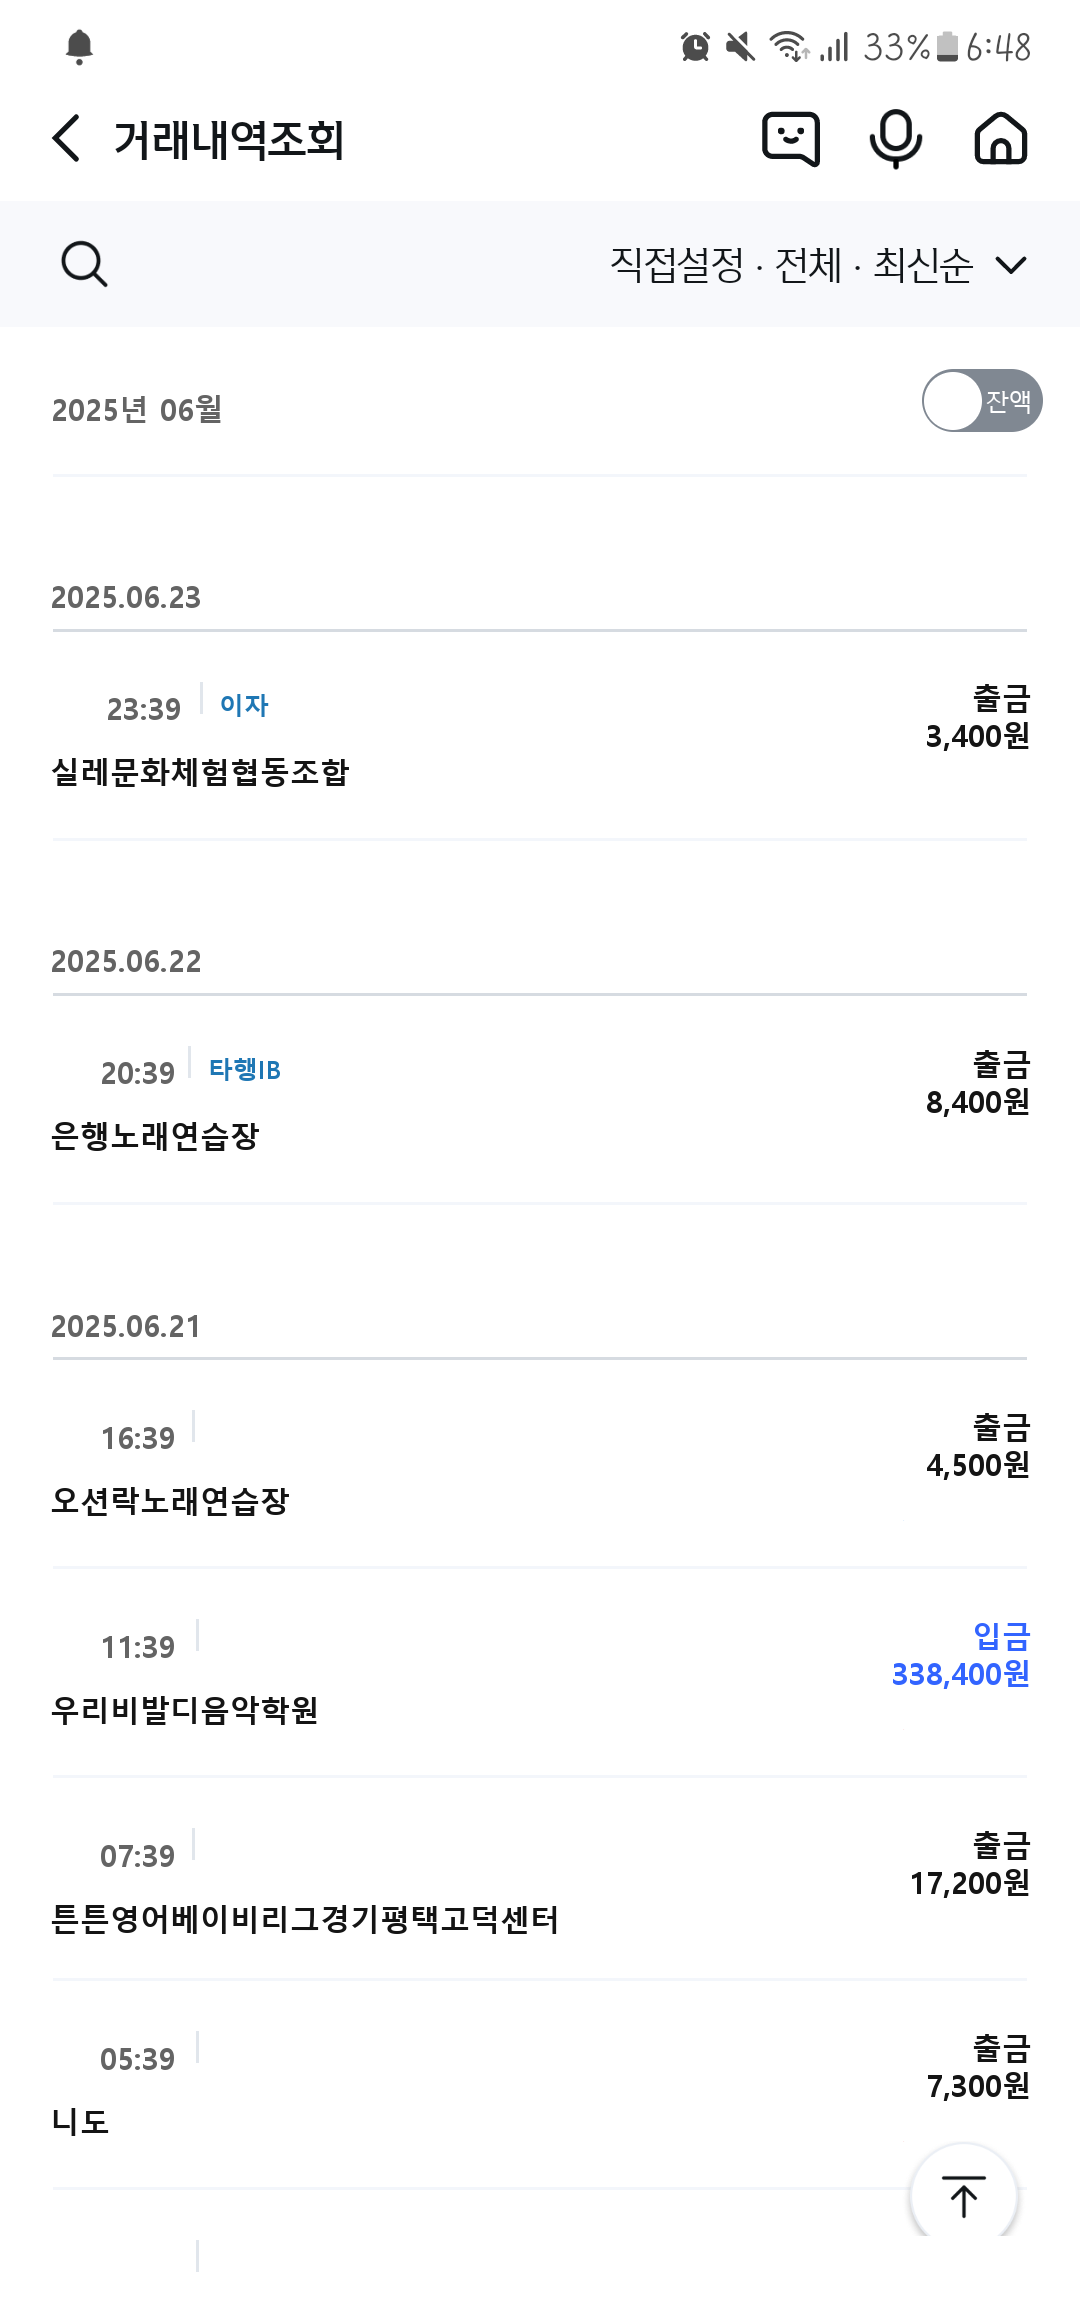 33% 6:48
거래내역조회
직접설정 · 전체 · 최신순
2025년 06월
잔액
2025.06.23
23:39 이자
출금
3,400원
실레문화체험협동조합
2025.06.22
20:39 타행IB
출금
8,400원
은행노래연습장
2025.06.21
16:39
출금
4,500원
오션락노래연습장
11:39
입금
338,400원
우리비발디음악학원
07:39
출금
17,200원
튼튼영어베이비리그경기평택고덕센터
05:39
출금
7,300원
니도